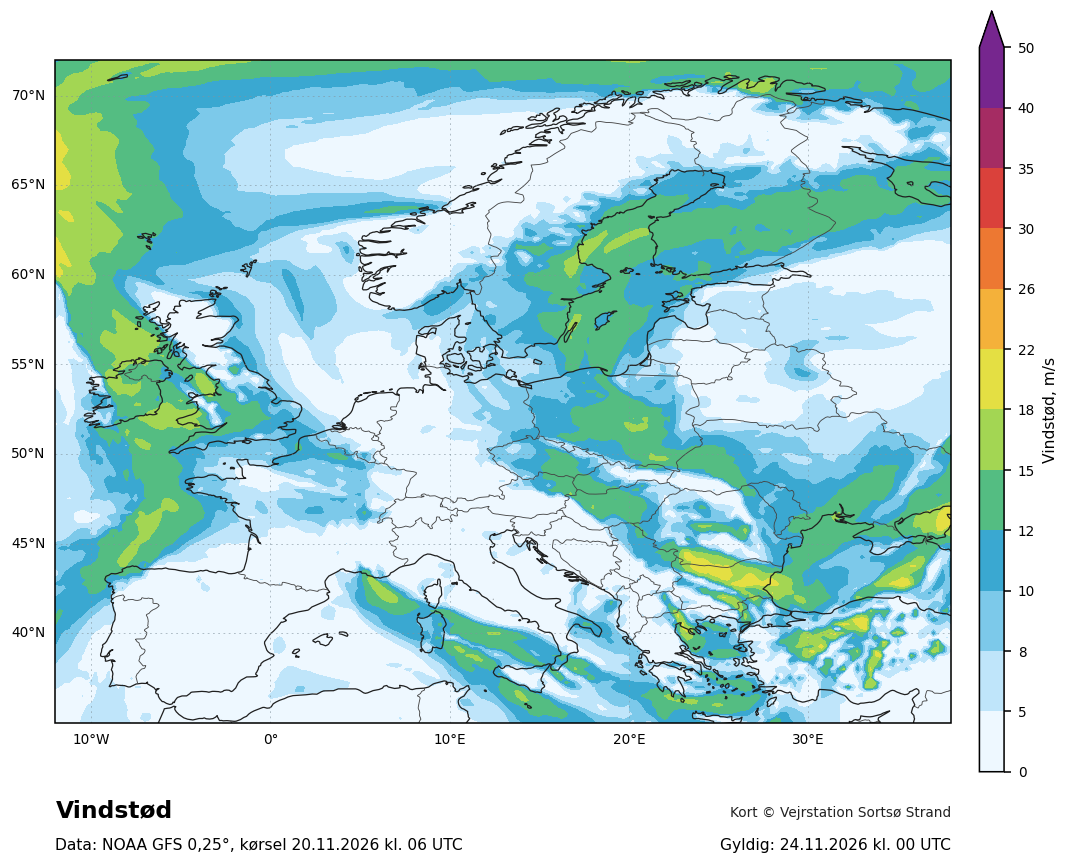 50
40
35
30
26
22
18
15
12
10
8
5
0
Vindstød, m/s
70°N
65°N
60°N
55°N
50°N
45°N
40°N
10°W
0°
10°E
20°E
30°E
Vindstød
Kort © Vejrstation Sortsø Strand
Data: NOAA GFS 0,25°, kørsel 20.11.2026 kl. 06 UTC
Gyldig: 24.11.2026 kl. 00 UTC